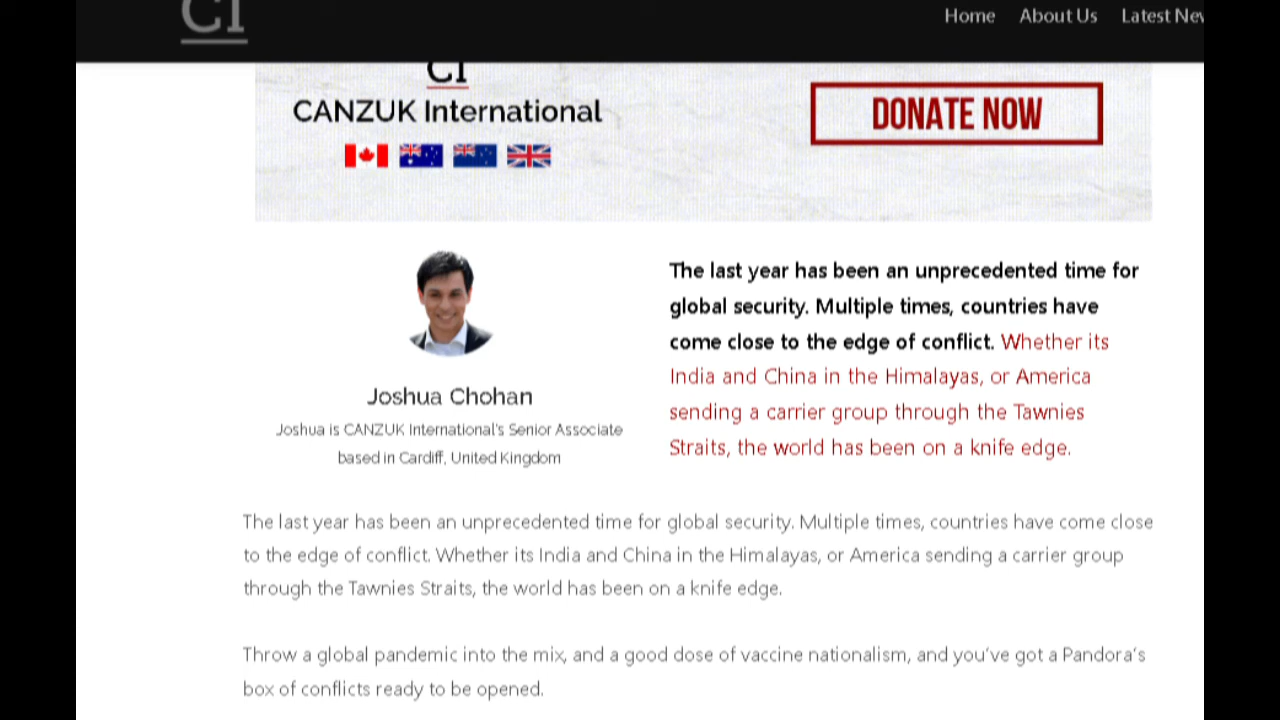 CI
Home About Us Latest
CI
CANZUK International
DONATE NOW
The last year has been an unprecedented time for
global security. Multiple times, countries have
come close to the edge of conflict. Whether its
India and China in the Himalayas, or America
sending a carrier group through the Tawnies
Straits, the world has been on a knife edge.
Joshua Chohan
Joshua is CANZUK International's Senior Associate
based in Cardiff, United Kingdom
The last year has been an unprecedented time for global security. Multiple times, countries have come close
to the edge of conflict. Whether its India and China in the Himalayas, or America sending a carrier group
through the Tawnies Straits, the world has been on a knife edge.
Throw a global pandemic into the mix, and a good dose of vaccine nationalism, and you've got a Pandora's
box of conflicts ready to be opened.